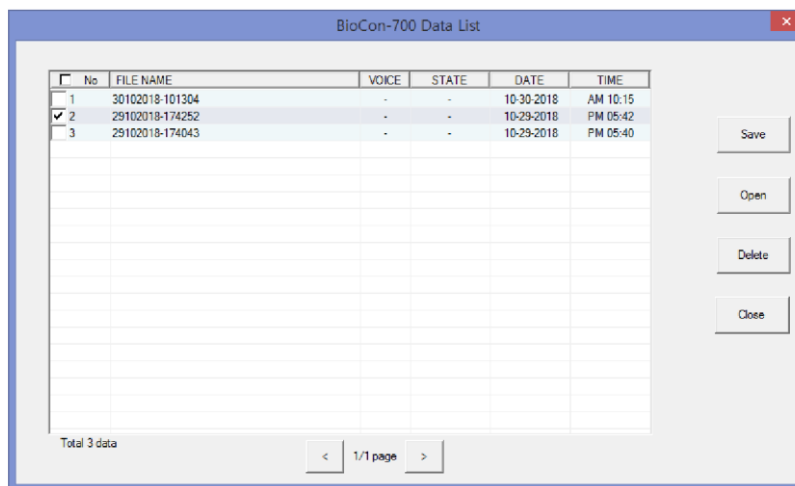 BioCon-700 Data List
No FILE NAME VOICE STATE DATE TIME
1 30102018-101304 - - 10-30-2018 AM 10:15
2 29102018-174252 - - 10-29-2018 PM 05:42
3 29102018-174043 - - 10-29-2018 PM 05:40
Save
Open
Delete
Close
Total 3 data
< 1/1 page >